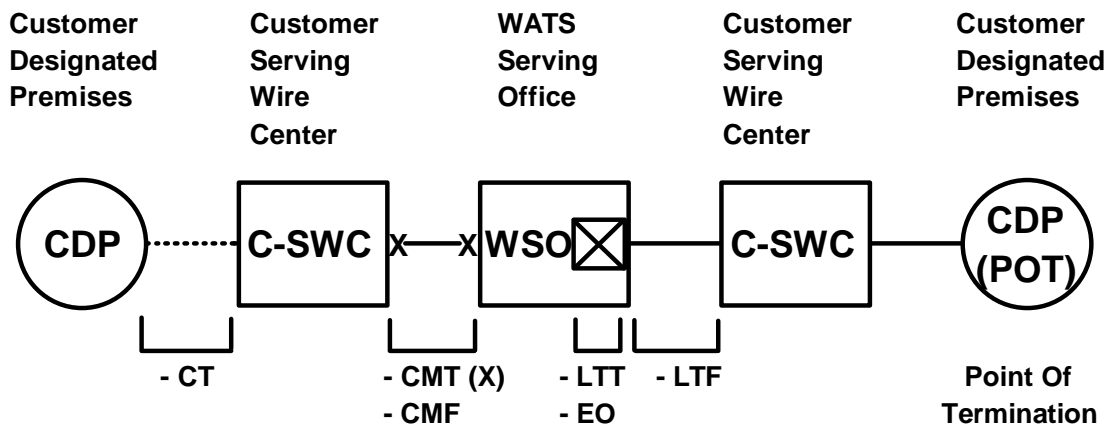 Customer
Designated
Premises
Customer
Serving
Wire
Center
WATS
Serving
Office
Customer
Serving
Wire
Center
Customer
Designated
Premises
CDP
C-SWC
X
X
WSO
C-SWC
CDP
(POT)
- CT
- CMT (X)
- CMF
- LTT
- EO
- LTF
Point Of
Termination